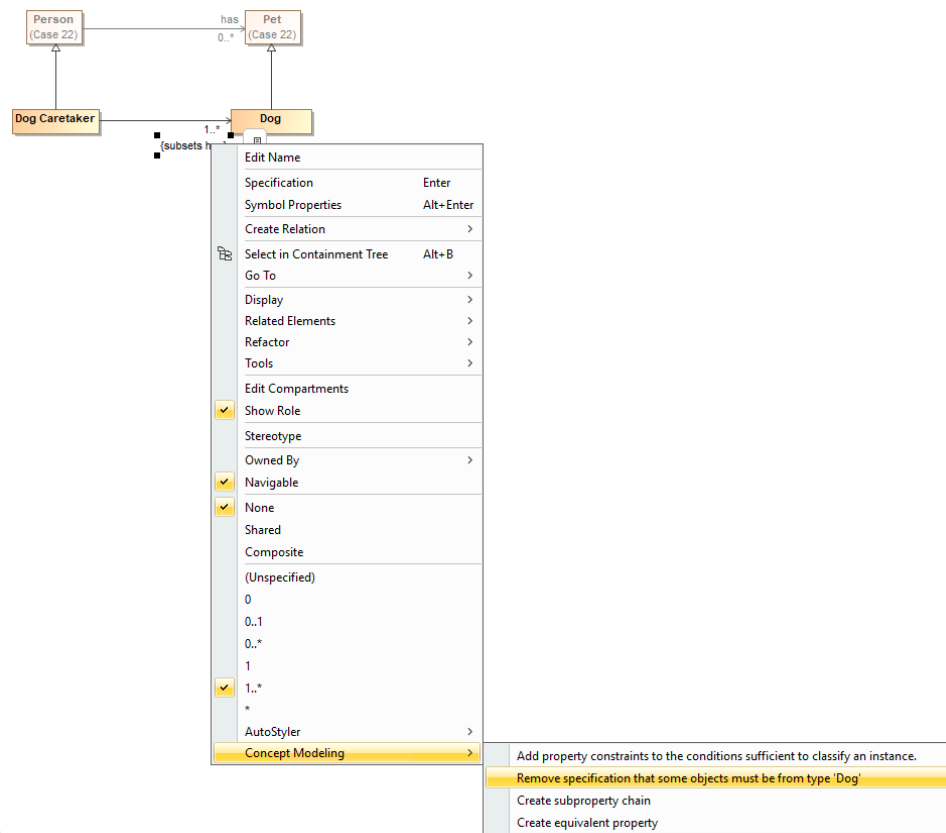 Person
has
Pet
(Case 22)
0..*
(Case 22)
Dog Caretaker
Dog
1..*
{subsets h
Edit Name
Specification Enter
Symbol Properties Alt+Enter
Create Relation
Select in Containment Tree Alt+B
Go To
Display
Related Elements
Refactor
Tools
Edit Compartments
Show Role
Stereotype
Owned By
Navigable
None
Shared
Composite
(Unspecified)
0
0..1
0..*
1
1..*
*
AutoStyler
Concept Modeling
Add property constraints to the conditions sufficient to classify an instance.
Remove specification that some objects must be from type 'Dog'
Create subproperty chain
Create equivalent property